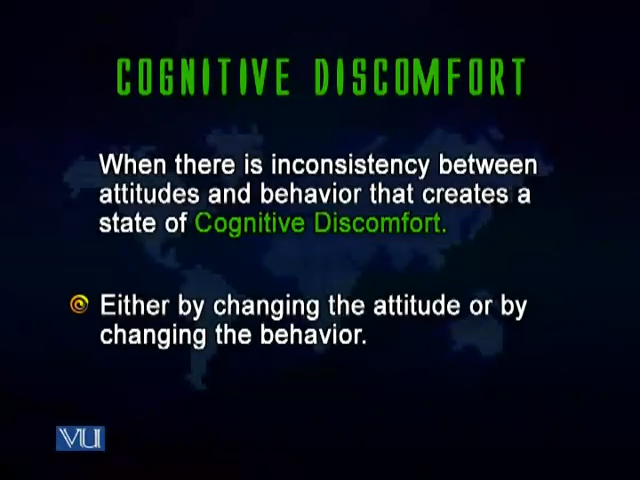 COGNITIVE DISCOMFORT
When there is inconsistency between
attitudes and behavior that creates a
state of Cognitive Discomfort.
Either by changing the attitude or by
changing the behavior.
VU